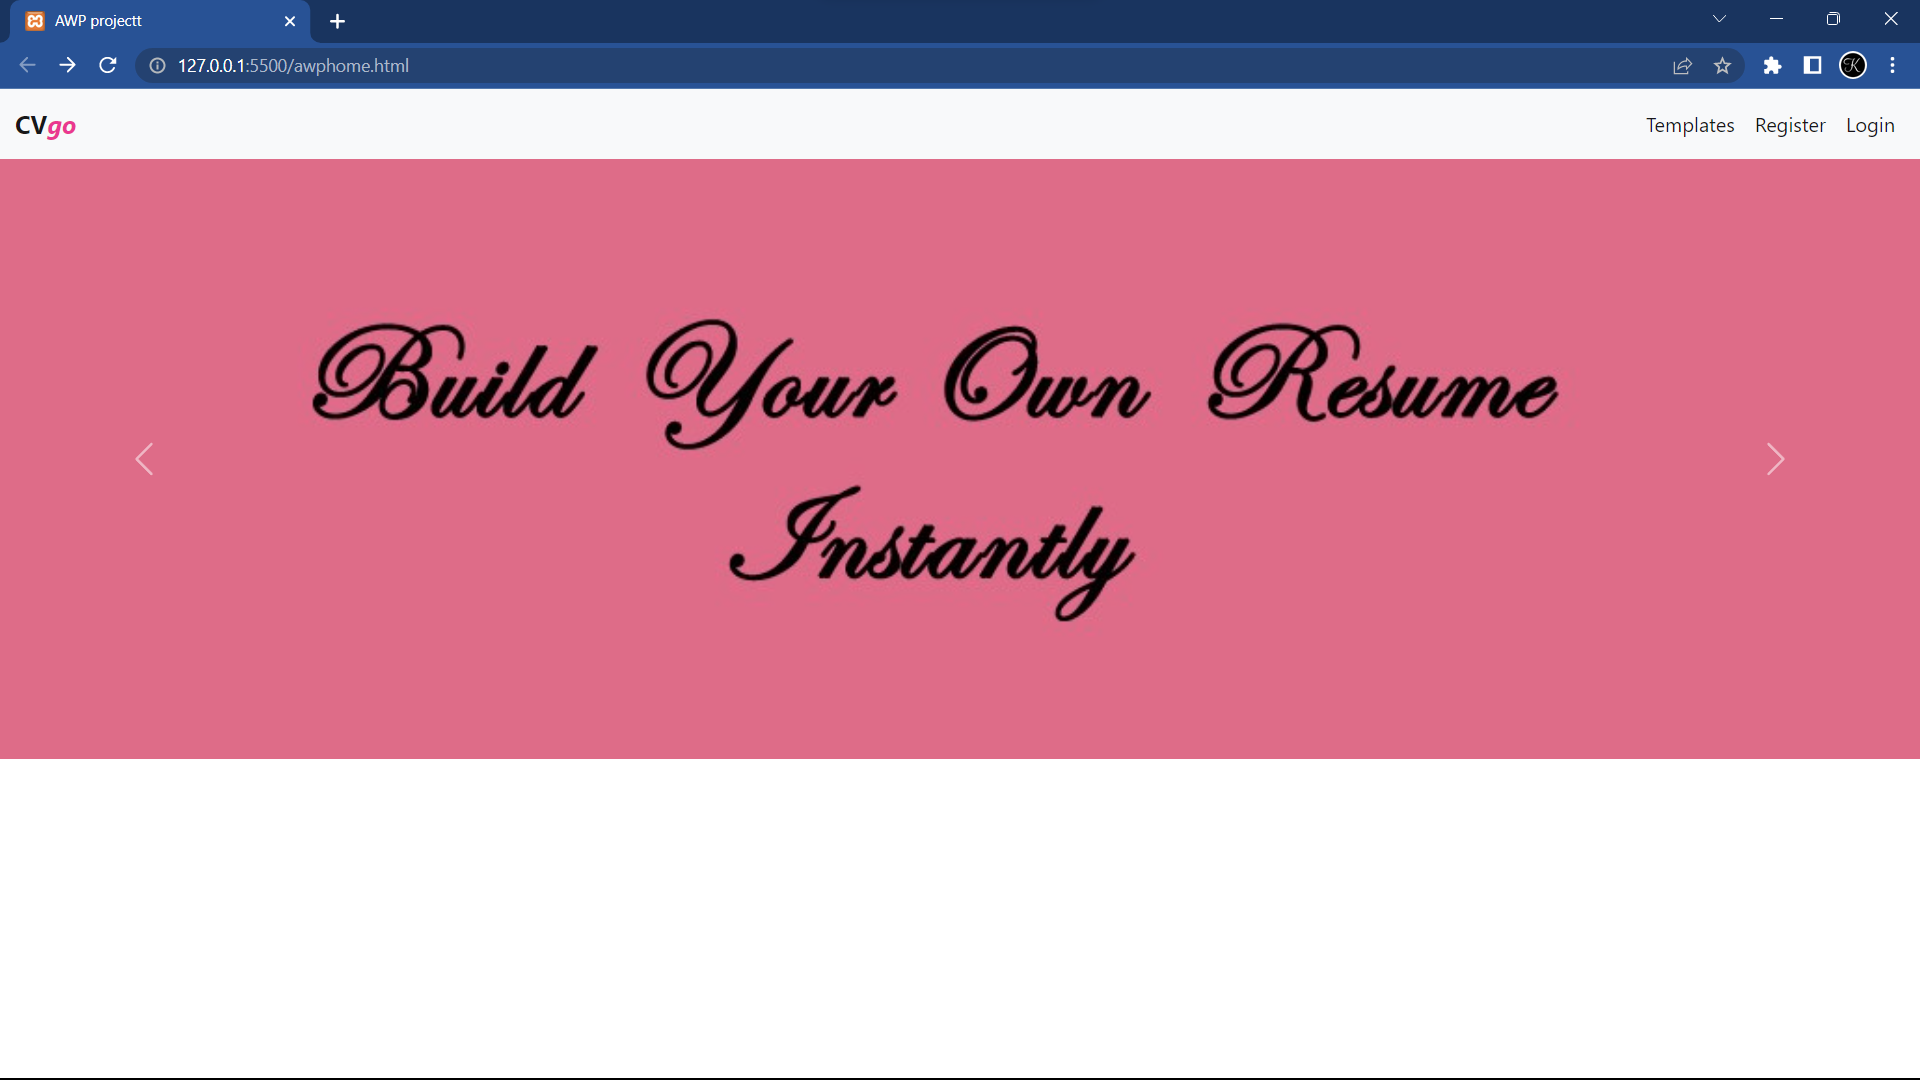 AWP projectt
127.0.0.1:5500/awphome.html
K
CVgo
Templates Register Login
Build Your Own Resume
Instantly